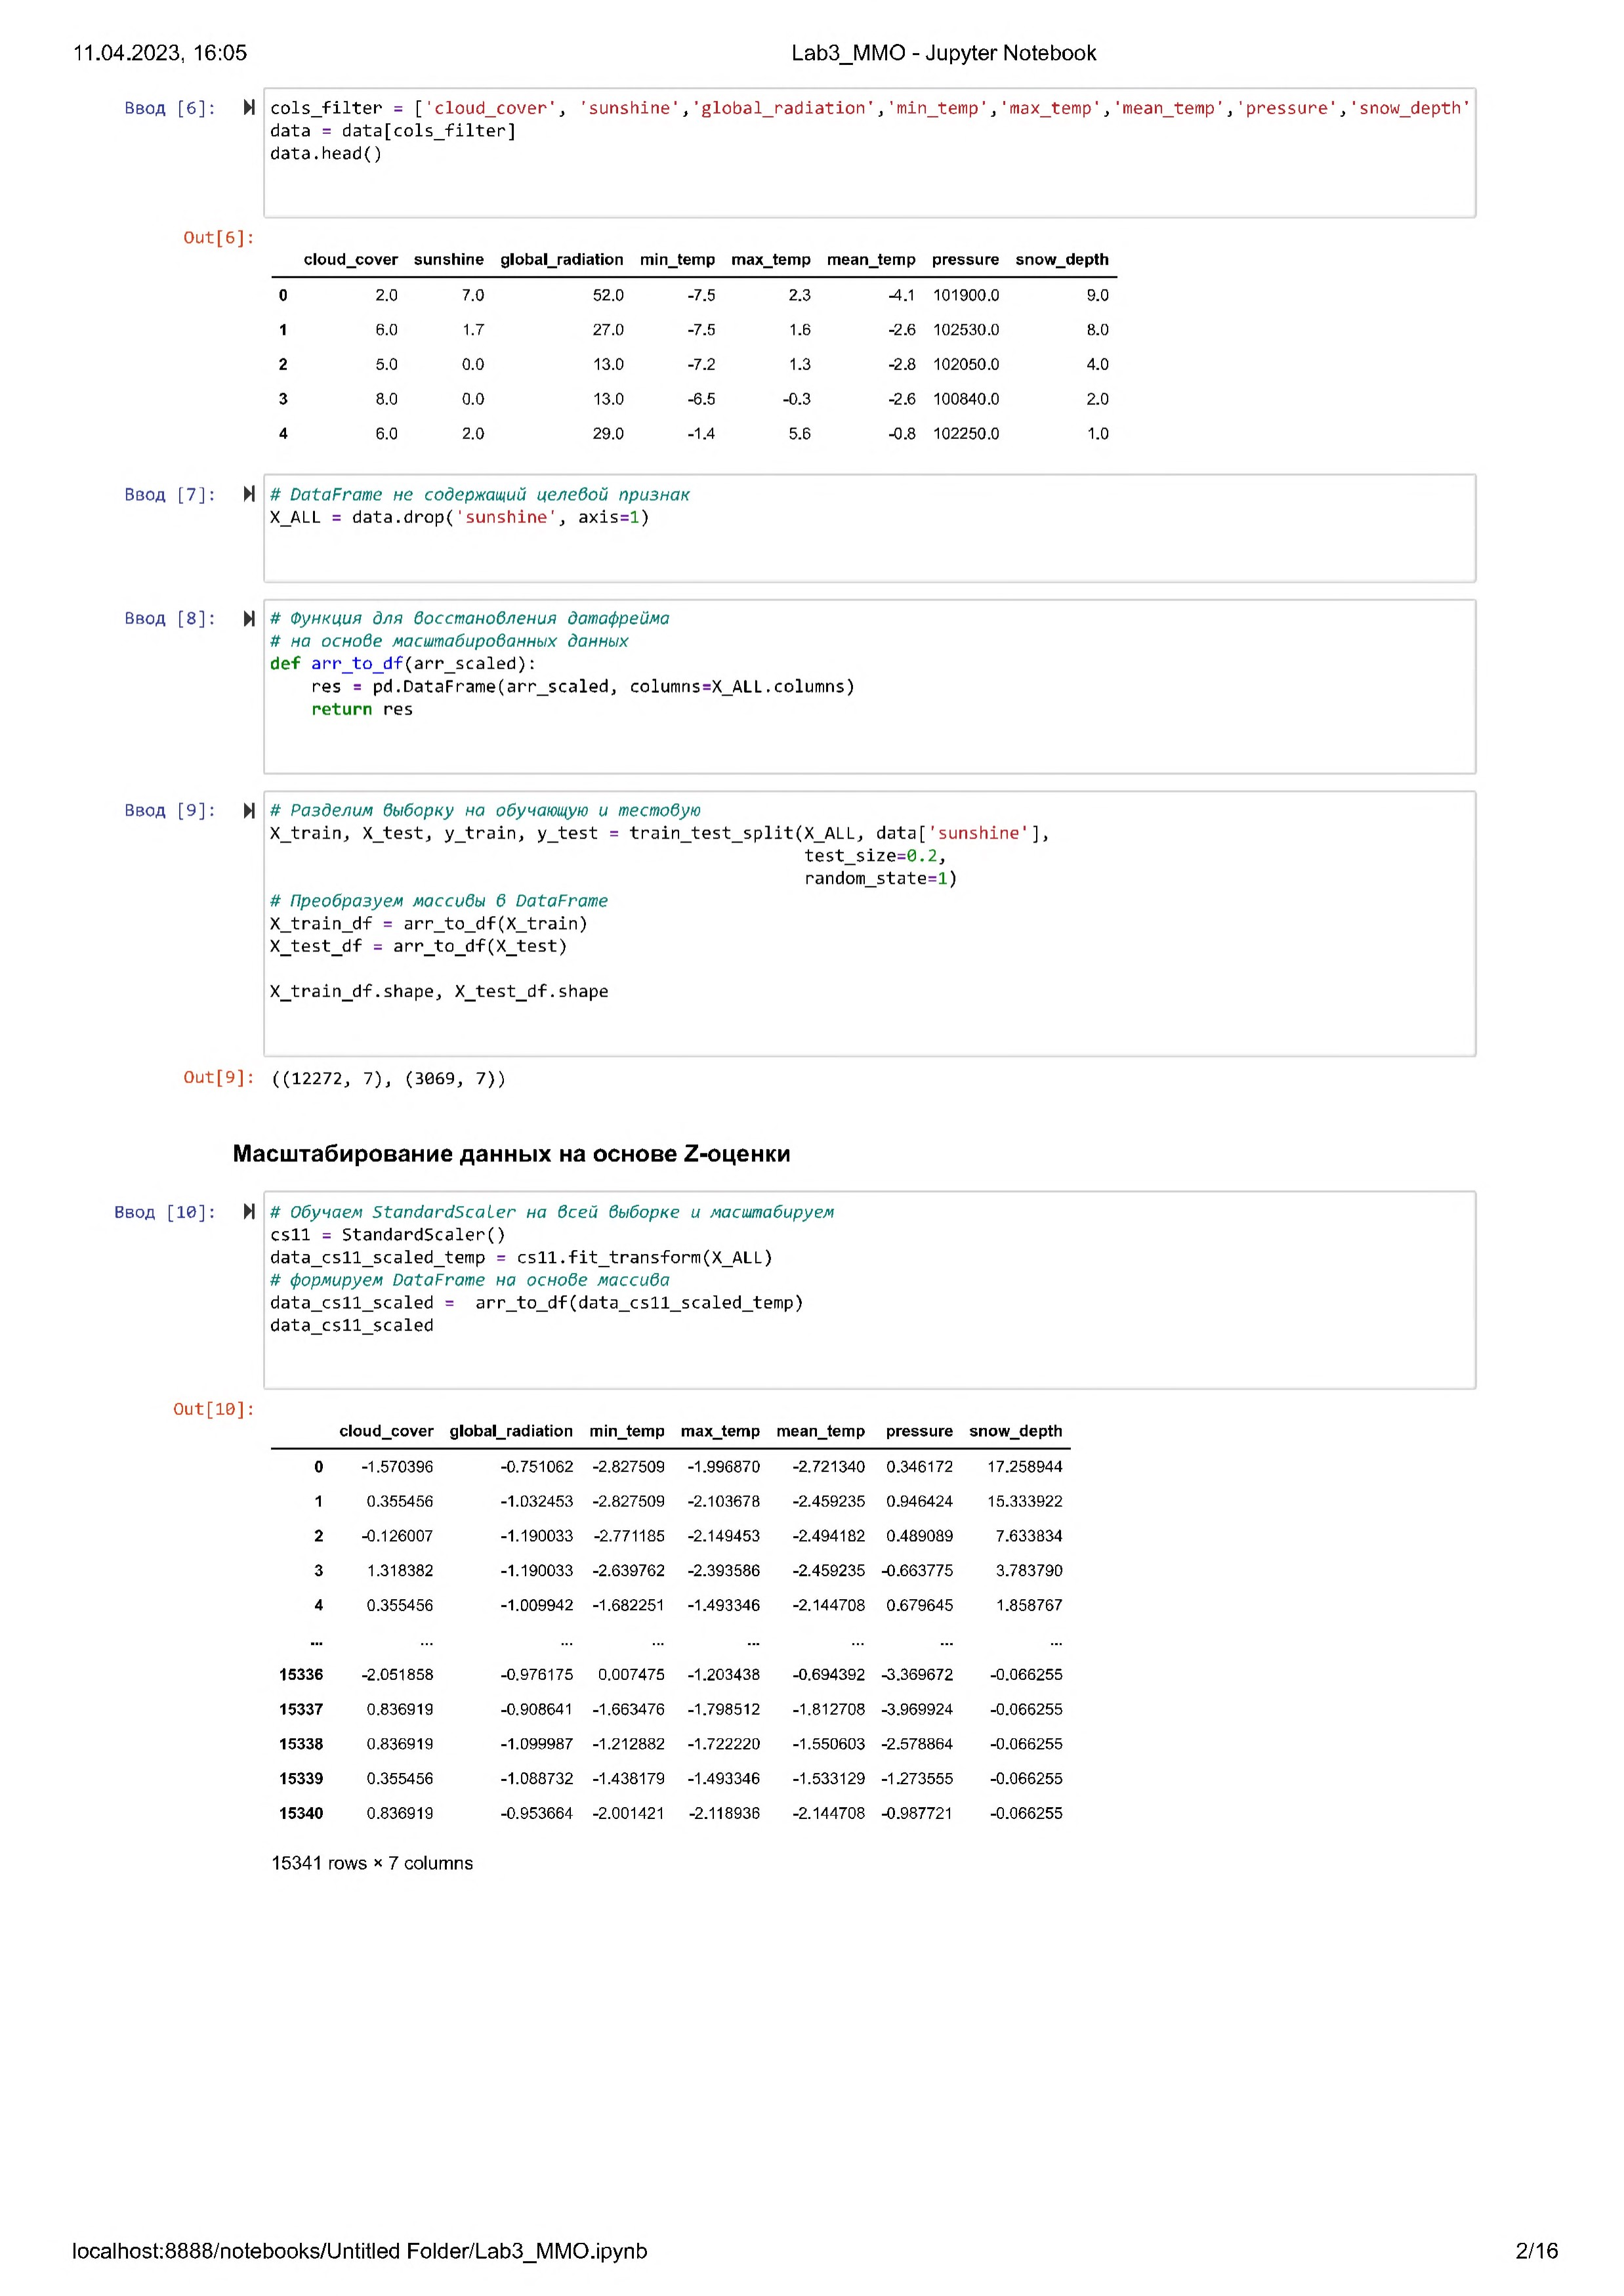 11.04.2023, 16:05 Lab3_MMO - Jupyter Notebook
Ввод [6]: cols_filter = ['cloud_cover', 'sunshine','global_radiation','min_temp','max_temp','mean_temp','pressure','snow_depth'
data = data[cols_filter]
data.head()
Out[6]:
cloud_cover sunshine global_radiation min_temp max_temp mean_temp pressure snow_depth
0 2.0 7.0 52.0 -7.5 2.3 -4.1 101900.0 9.0
1 6.0 1.7 27.0 -7.5 1.6 -2.6 102530.0 8.0
2 5.0 0.0 13.0 -7.2 1.3 -2.8 102050.0 4.0
3 8.0 0.0 13.0 -6.5 -0.3 -2.6 100840.0 2.0
4 6.0 2.0 29.0 -1.4 5.6 -0.8 102250.0 1.0
Ввод [7]: # DataFrame не содержащий целевой признак
X_ALL = data.drop('sunshine', axis=1)
Ввод [8]: # Функция для восстановления датафрейма
# на основе масштабированных данных
def arr_to_df(arr_scaled):
    res = pd.DataFrame(arr_scaled, columns=X_ALL.columns)
    return res
Ввод [9]: # Разделим выборку на обучающую и тестовую
X_train, X_test, y_train, y_test = train_test_split(X_ALL, data['sunshine'],
test_size=0.2,
random_state=1)
# Преобразуем массивы в DataFrame
X_train_df = arr_to_df(X_train)
X_test_df = arr_to_df(X_test)
X_train_df.shape, X_test_df.shape
Out[9]: ((12272, 7), (3069, 7))
Масштабирование данных на основе Z-оценки
Ввод [10]: # Обучаем StandardScaler на всей выборке и масштабируем
cs11 = StandardScaler()
data_cs11_scaled_temp = cs11.fit_transform(X_ALL)
# формируем DataFrame на основе массива
data_cs11_scaled =  arr_to_df(data_cs11_scaled_temp)
data_cs11_scaled
Out[10]:
cloud_cover global_radiation min_temp max_temp mean_temp pressure snow_depth
0 -1.570396 -0.751062 -2.827509 -1.996870 -2.721340 0.346172 17.258944
1 0.355456 -1.032453 -2.827509 -2.103678 -2.459235 0.946424 15.333922
2 -0.126007 -1.190033 -2.771185 -2.149453 -2.494182 0.489089 7.633834
3 1.318382 -1.190033 -2.639762 -2.393586 -2.459235 -0.663775 3.783790
4 0.355456 -1.009942 -1.682251 -1.493346 -2.144708 0.679645 1.858767
... ... ... ... ... ... ... ...
15336 -2.051858 -0.976175 0.007475 -1.203438 -0.694392 -3.369672 -0.066255
15337 0.836919 -0.908641 -1.663476 -1.798512 -1.812708 -3.969924 -0.066255
15338 0.836919 -1.099987 -1.212882 -1.722220 -1.550603 -2.578864 -0.066255
15339 0.355456 -1.088732 -1.438179 -1.493346 -1.533129 -1.273555 -0.066255
15340 0.836919 -0.953664 -2.001421 -2.118936 -2.144708 -0.987721 -0.066255
15341 rows × 7 columns
localhost:8888/notebooks/Untitled Folder/Lab3_MMO.ipynb 2/16